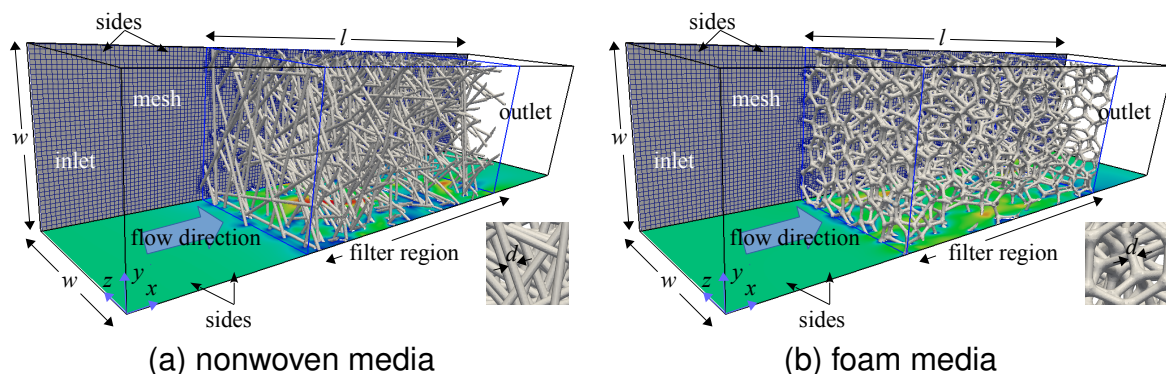 sides
l
mesh
w
inlet
outlet
flow direction
filter region
d
y
z
x
w
sides
(a) nonwoven media
sides
l
mesh
w
inlet
outlet
flow direction
filter region
d
y
z
x
w
sides
(b) foam media